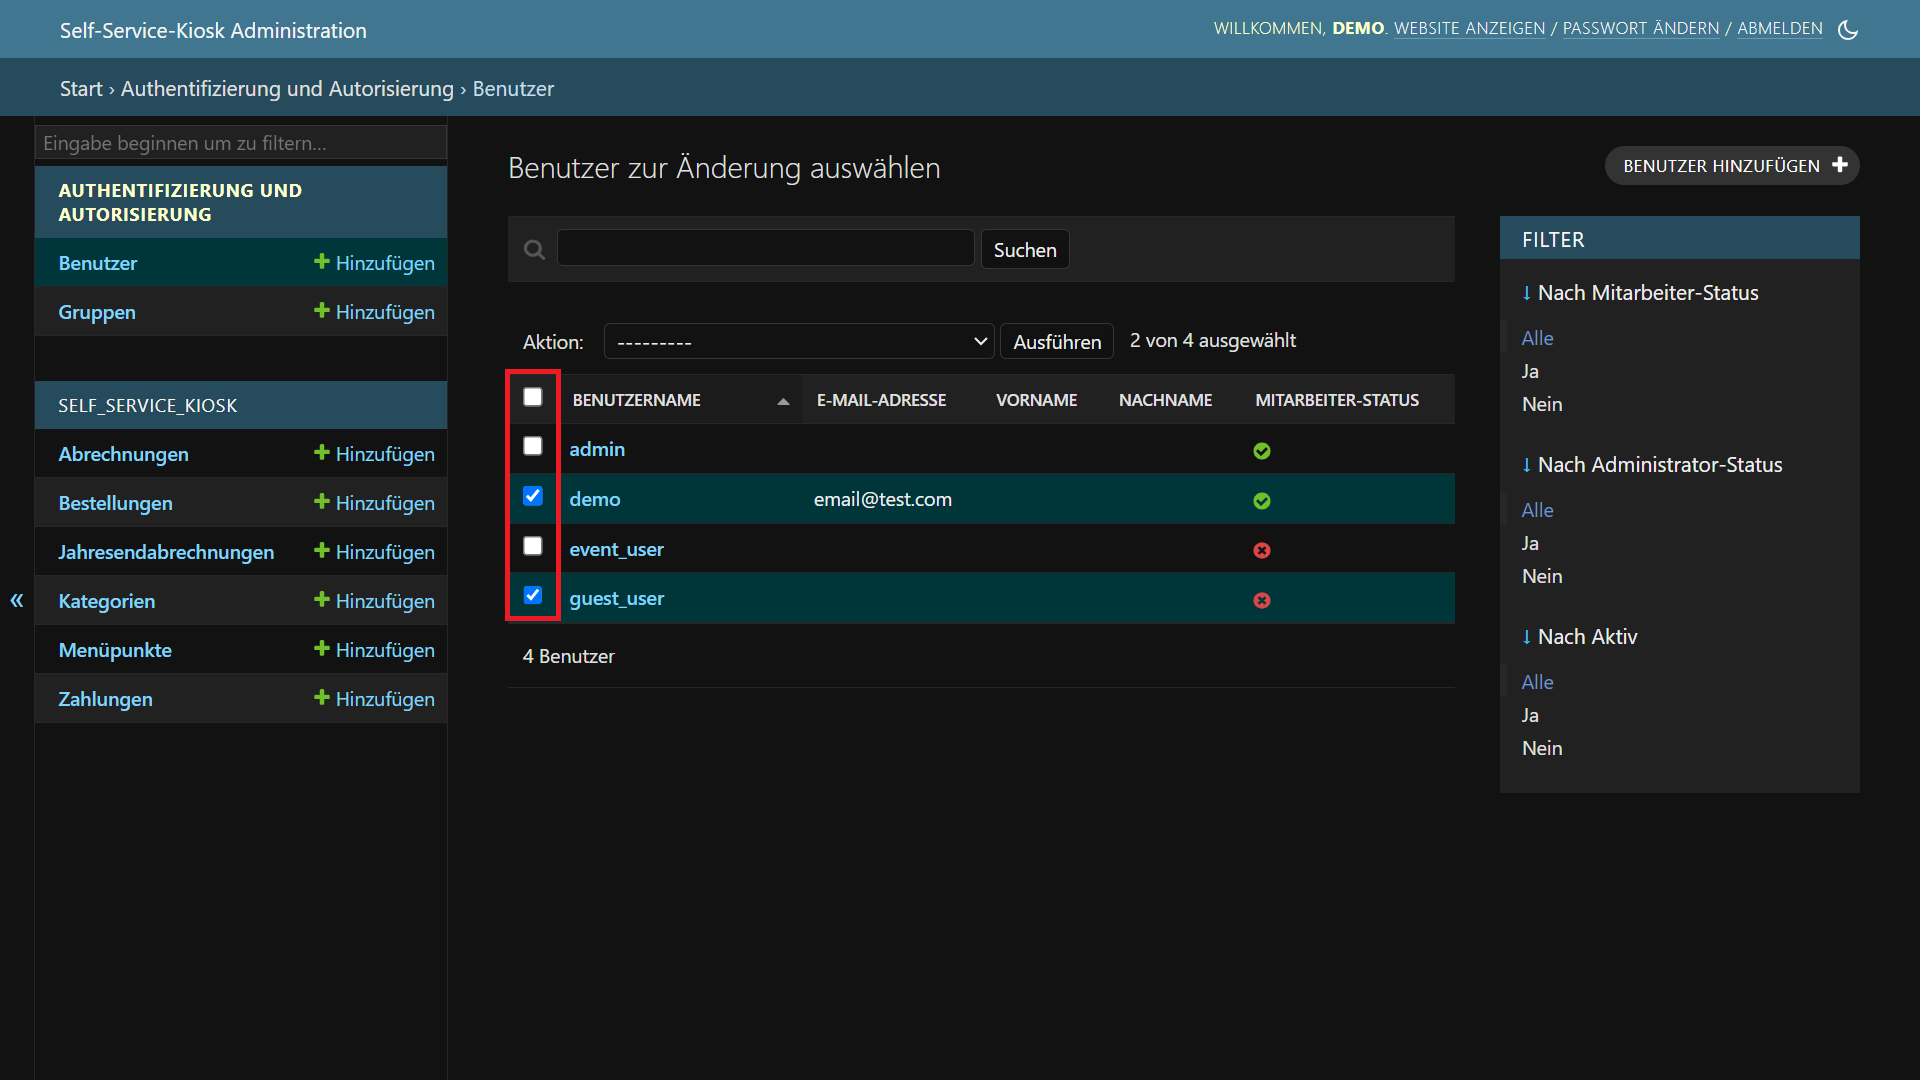 Self-Service-Kiosk Administration
WILLKOMMEN, DEMO. WEBSITE ANZEIGEN / PASSWORT ÄNDERN / ABMELDEN
Start › Authentifizierung und Autorisierung › Benutzer
Eingabe beginnen um zu filtern...
AUTHENTIFIZIERUNG UND
AUTORISIERUNG
Benutzer Hinzufügen
Gruppen Hinzufügen
SELF_SERVICE_KIOSK
Abrechnungen Hinzufügen
Bestellungen Hinzufügen
Jahresendabrechnungen Hinzufügen
Kategorien Hinzufügen
Menüpunkte Hinzufügen
Zahlungen Hinzufügen
«
Benutzer zur Änderung auswählen
BENUTZER HINZUFÜGEN
Suchen
Aktion: --------- Ausführen 2 von 4 ausgewählt
BENUTZERNAME E-MAIL-ADRESSE VORNAME NACHNAME MITARBEITER-STATUS
admin
demo email@test.com
event_user
guest_user
4 Benutzer
FILTER
↓ Nach Mitarbeiter-Status
Alle
Ja
Nein
↓ Nach Administrator-Status
Alle
Ja
Nein
↓ Nach Aktiv
Alle
Ja
Nein